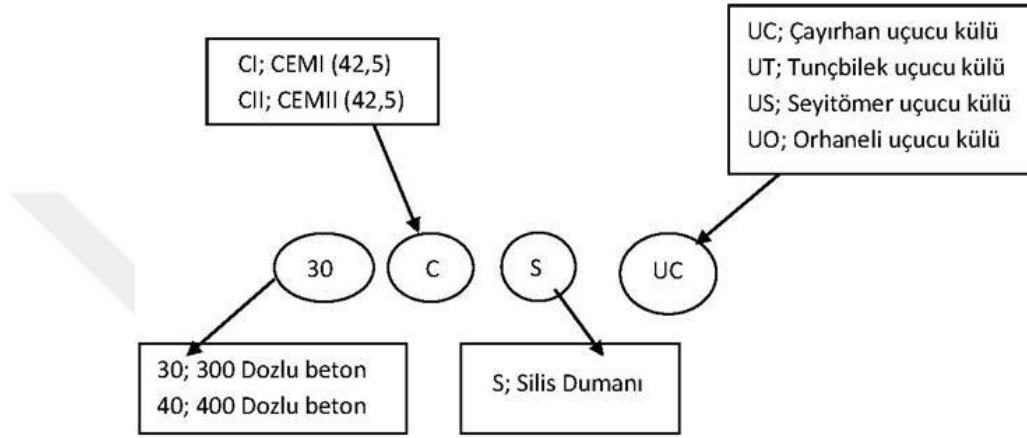 CI; CEMI (42,5)
CII; CEMII (42,5)
UC; Çayırhan uçucu külü
UT; Tunçbilek uçucu külü
US; Seyitömer uçucu külü
UO; Orhaneli uçucu külü
30
C
S
UC
30; 300 Dozlu beton
40; 400 Dozlu beton
S; Silis Dumanı